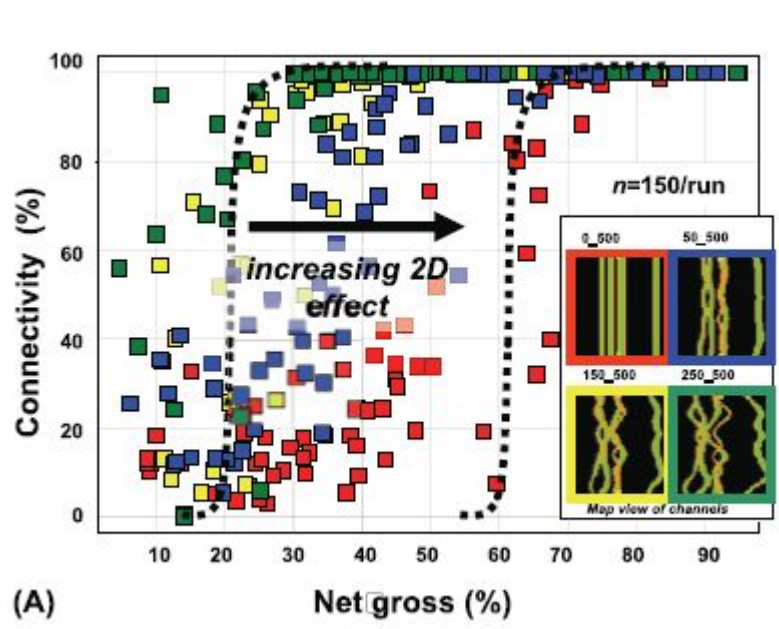 100
80
60
40
20
0
Connectivity (%)
n=150/run
increasing 2D
effect
0_500
50_500
150_500
250_500
Map view of channels
10 20 30 40 50 60 70 80 90
(A)
Net gross (%)